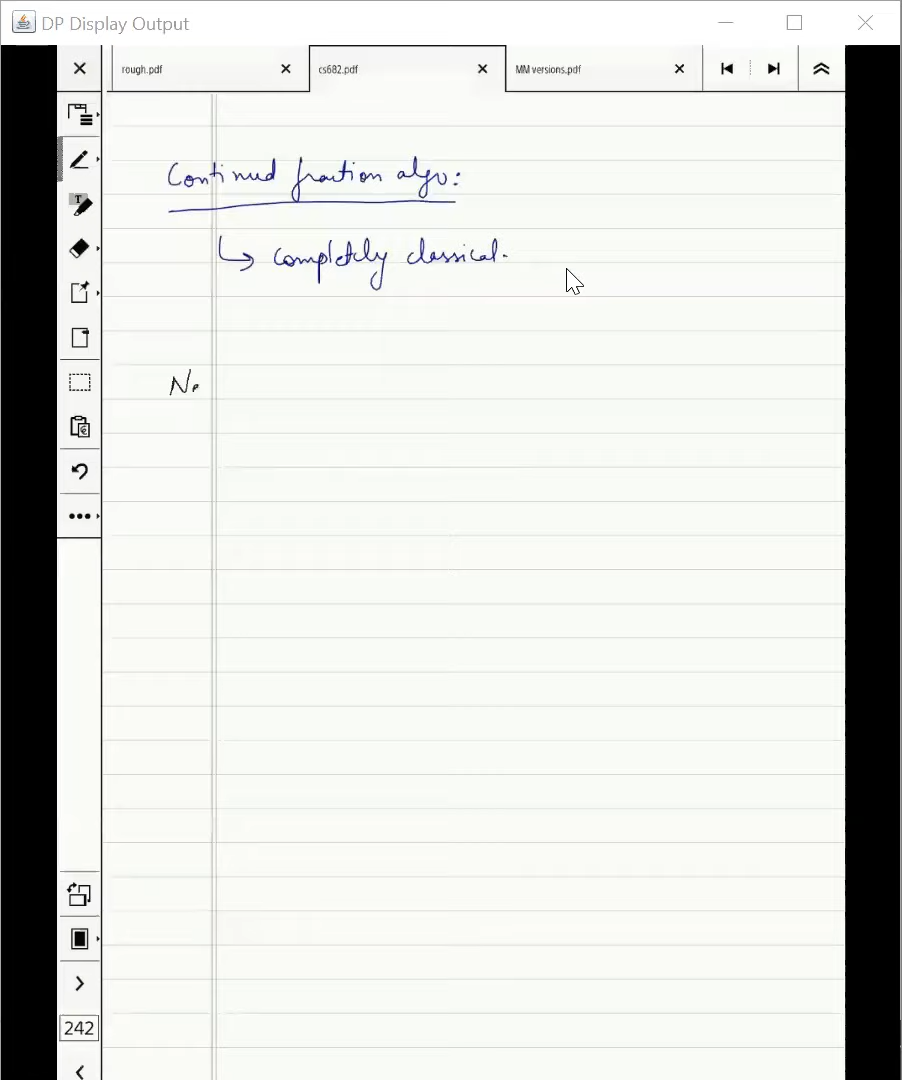 DP Display Output
rough.pdf
cs682.pdf
MM versions.pdf
Continued fraction algo:
↳ completely classical.
Ne
242